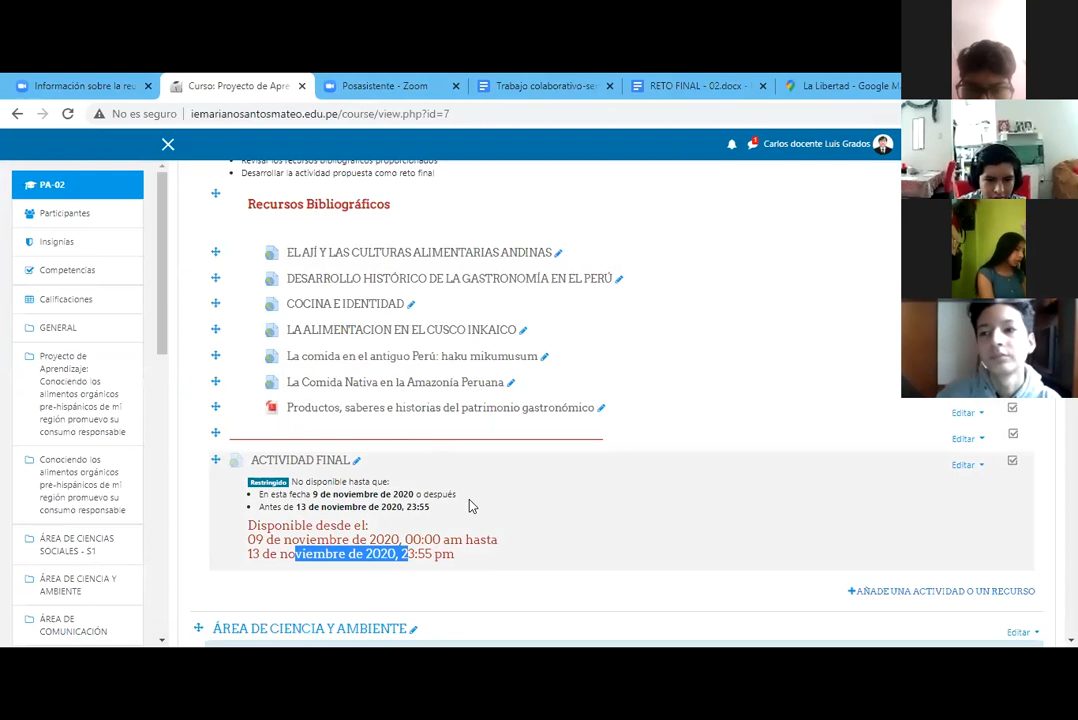 Información sobre la reu
Curso: Proyecto de Apre
Posasistente - Zoom
Trabajo colaborativo-se
RETO FINAL - 02.docx -
La Libertad - Google M
No es seguro
iemarianosantosmateo.edu.pe/course/view.php?id=7
Carlos docente Luis Grados
PA-02
Participantes
Insignias
Competencias
Calificaciones
GENERAL
Proyecto de
Aprendizaje:
Conociendo los
alimentos orgánicos
pre-hispánicos de mi
región promuevo su
consumo responsable
Conociendo los
alimentos orgánicos
pre-hispánicos de mi
región promuevo su
consumo responsable
ÁREA DE CIENCIAS
SOCIALES - S1
ÁREA DE CIENCIA Y
AMBIENTE
ÁREA DE
COMUNICACIÓN
Revisar los recursos bibliográficos proporcionados
Desarrollar la actividad propuesta como reto final
Recursos Bibliográficos
EL AJÍ Y LAS CULTURAS ALIMENTARIAS ANDINAS
DESARROLLO HISTÓRICO DE LA GASTRONOMÍA EN EL PERÚ
COCINA E IDENTIDAD
LA ALIMENTACION EN EL CUSCO INKAICO
La comida en el antiguo Perú: haku mikumusum
La Comida Nativa en la Amazonía Peruana
Productos, saberes e historias del patrimonio gastronómico
Editar
Editar
ACTIVIDAD FINAL
Editar
Restringido No disponible hasta que:
En esta fecha 9 de noviembre de 2020 o después
Antes de 13 de noviembre de 2020, 23:55
Disponible desde el:
09 de noviembre de 2020, 00:00 am hasta
13 de noviembre de 2020, 23:55 pm
AÑADE UNA ACTIVIDAD O UN RECURSO
ÁREA DE CIENCIA Y AMBIENTE
Editar